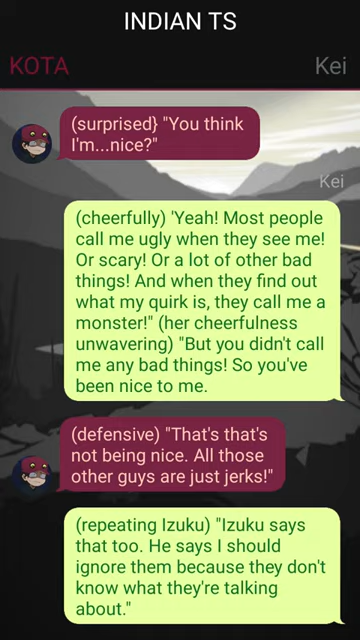 INDIAN TS
KOTA
Kei
(surprised} "You think
I'm...nice?"
Kei
(cheerfully) 'Yeah! Most people
call me ugly when they see me!
Or scary! Or a lot of other bad
things! And when they find out
what my quirk is, they call me a
monster!" (her cheerfulness
unwavering) "But you didn't call
me any bad things! So you've
been nice to me.
(defensive) "That's that's
not being nice. All those
other guys are just jerks!"
(repeating Izuku) "Izuku says
that too. He says I should
ignore them because they don't
know what they're talking
about."